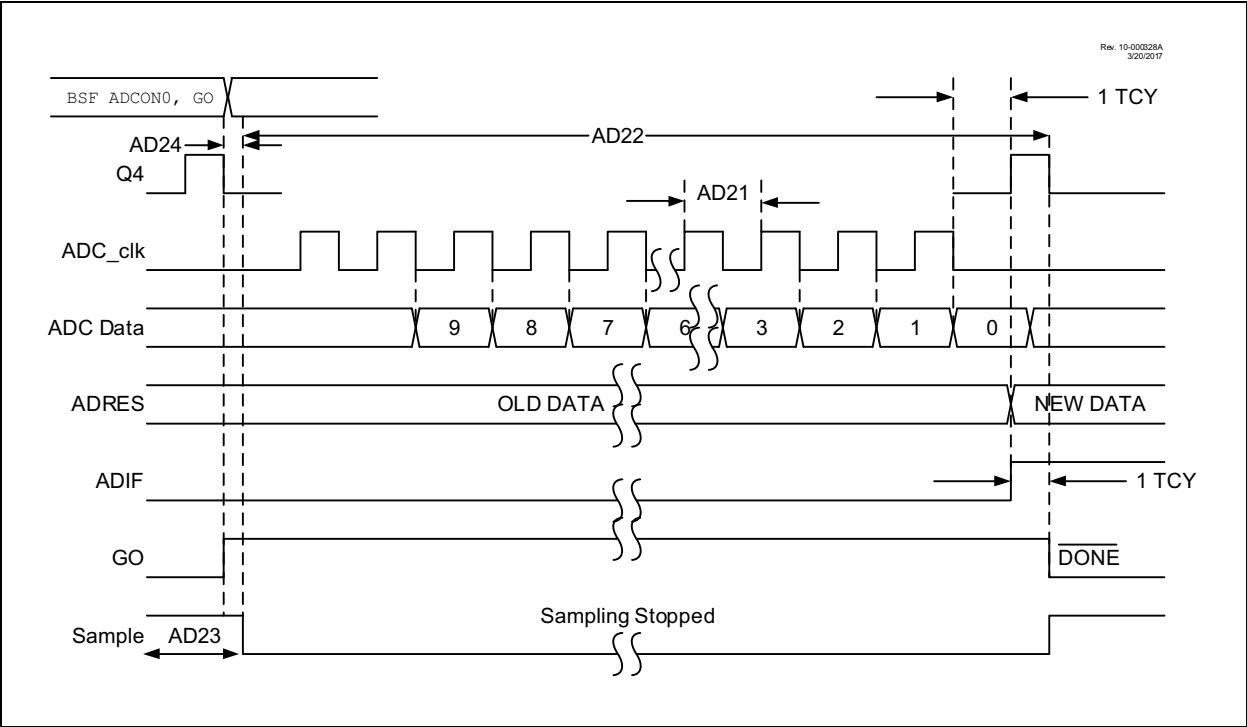 Rev. 10-000328A
3/20/2017
BSF ADCON0, GO
1 TCY
AD24
AD22
Q4
AD21
ADC_clk
ADC Data
9 8 7 6 3 2 1 0
ADRES
OLD DATA
NEW DATA
ADIF
1 TCY
GO
DONE
Sampling Stopped
Sample
AD23